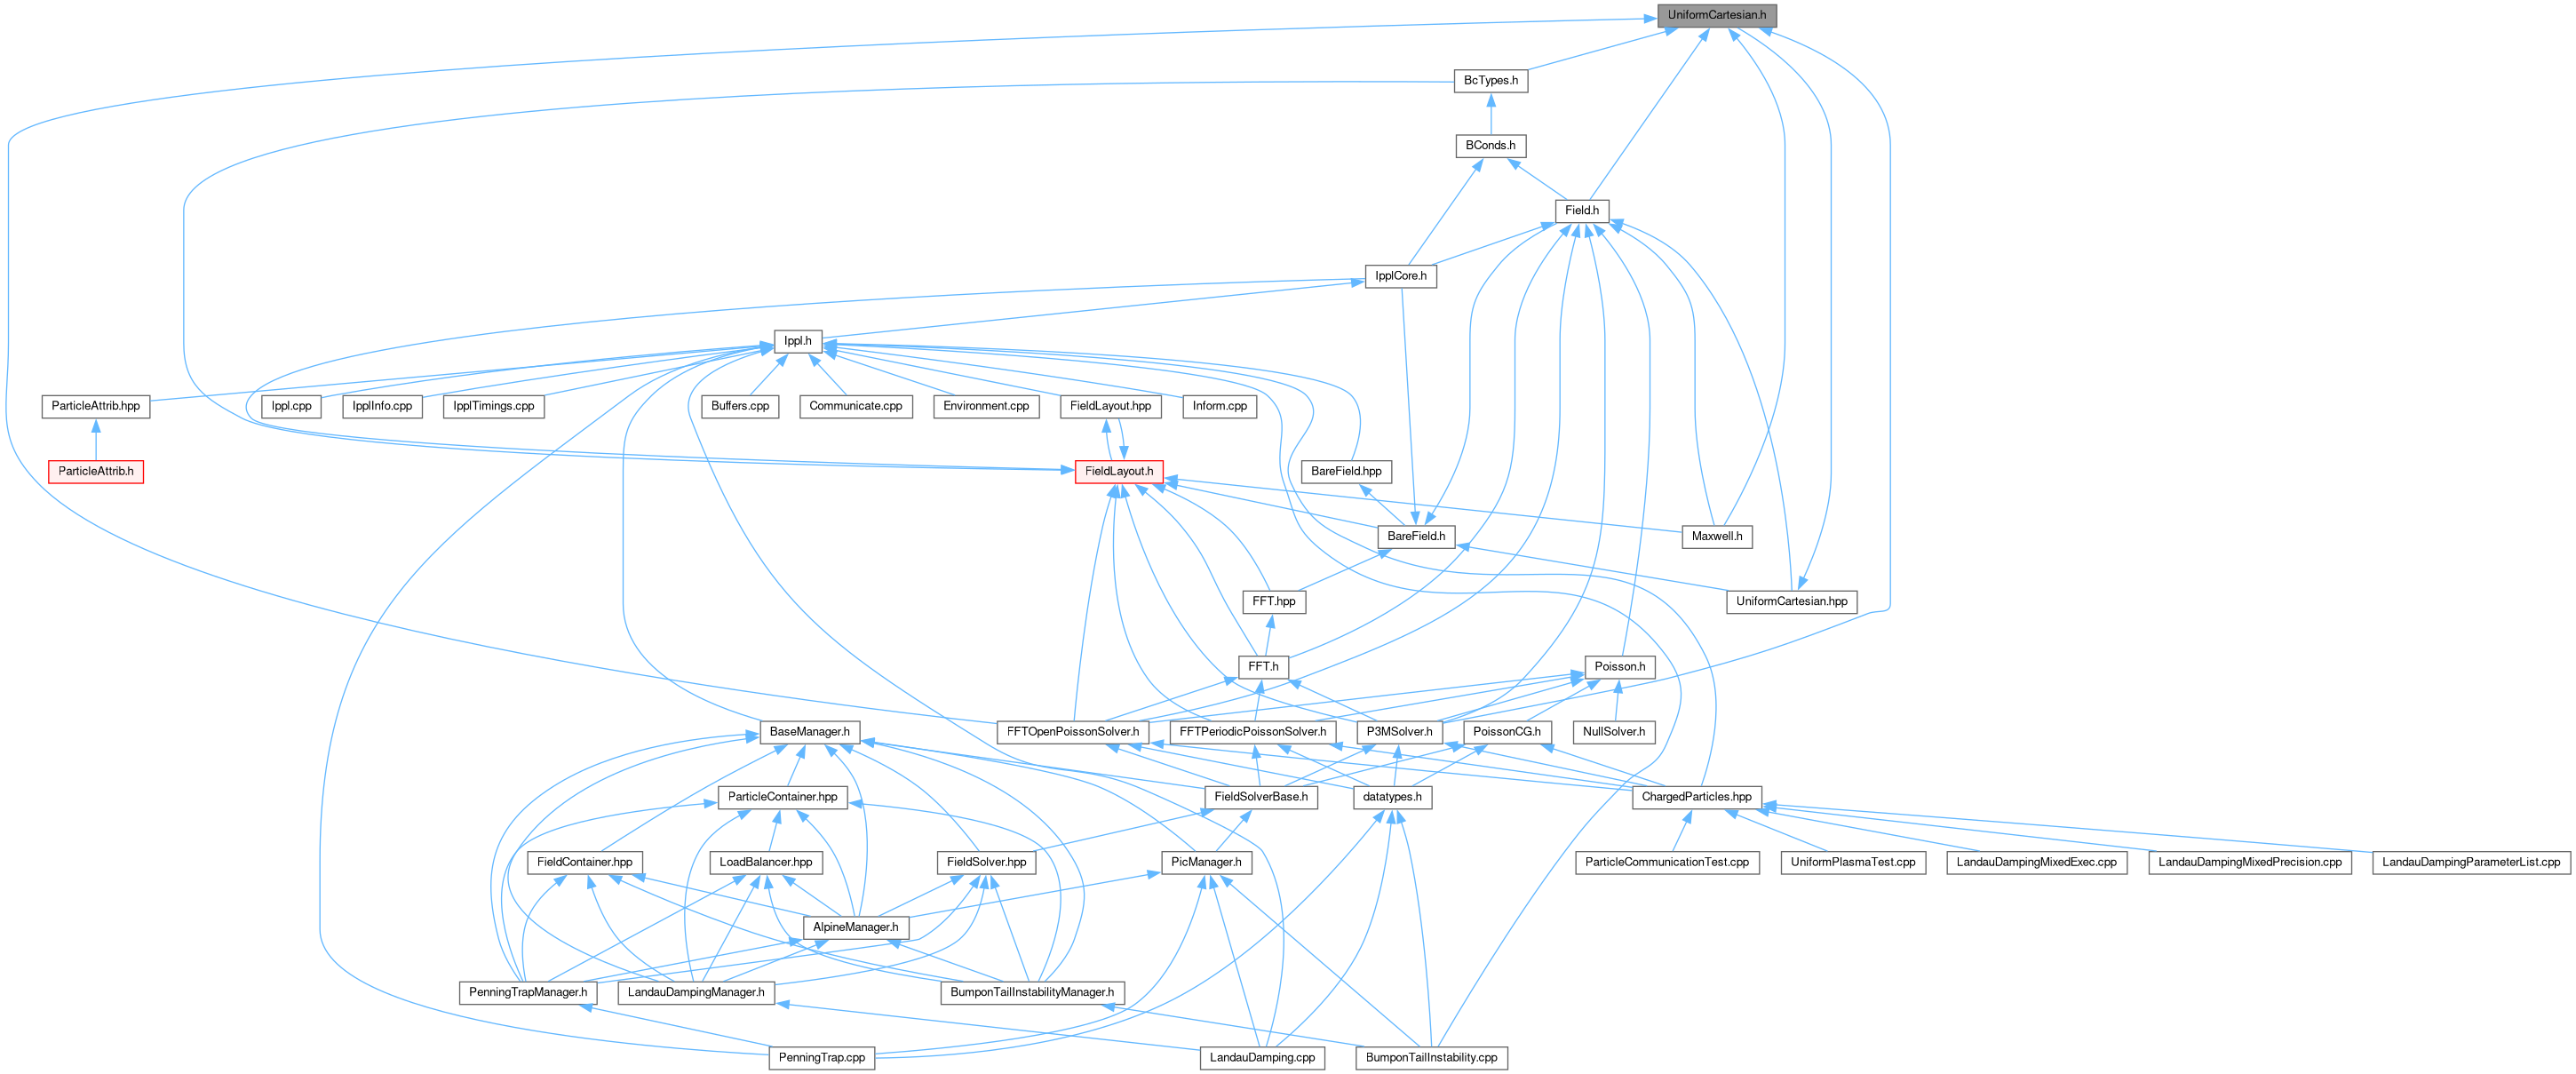 UniformCartesian.h
BcTypes.h
BConds.h
Field.h
IpplCore.h
Ippl.h
ParticleAttrib.hpp
Ippl.cpp
IpplInfo.cpp
IpplTimings.cpp
Buffers.cpp
Communicate.cpp
Environment.cpp
FieldLayout.hpp
Inform.cpp
ParticleAttrib.h
FieldLayout.h
BareField.hpp
BareField.h
Maxwell.h
FFT.hpp
UniformCartesian.hpp
FFT.h
Poisson.h
BaseManager.h
FFTOpenPoissonSolver.h
FFTPeriodicPoissonSolver.h
P3MSolver.h
PoissonCG.h
NullSolver.h
ParticleContainer.hpp
FieldSolverBase.h
datatypes.h
ChargedParticles.hpp
FieldContainer.hpp
LoadBalancer.hpp
FieldSolver.hpp
PicManager.h
ParticleCommunicationTest.cpp
UniformPlasmaTest.cpp
LandauDampingMixedExec.cpp
LandauDampingMixedPrecision.cpp
LandauDampingParameterList.cpp
AlpineManager.h
PenningTrapManager.h
LandauDampingManager.h
BumponTailInstabilityManager.h
PenningTrap.cpp
LandauDamping.cpp
BumponTailInstability.cpp